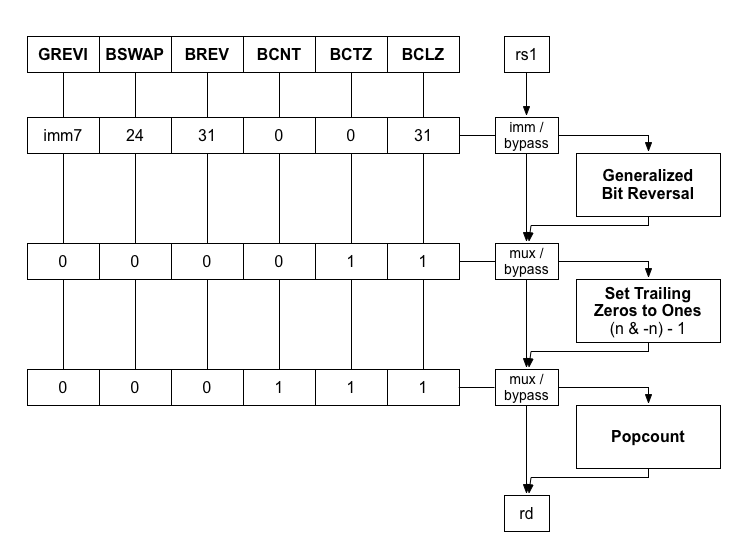 GREVI BSWAP BREV BCNT BCTZ BCLZ rs1
imm7 24 31 0 0 31 imm /
bypass
Generalized
Bit Reversal
0 0 0 0 1 1 mux /
bypass
Set Trailing
Zeros to Ones
(n & -n) - 1
0 0 0 1 1 1 mux /
bypass
Popcount
rd